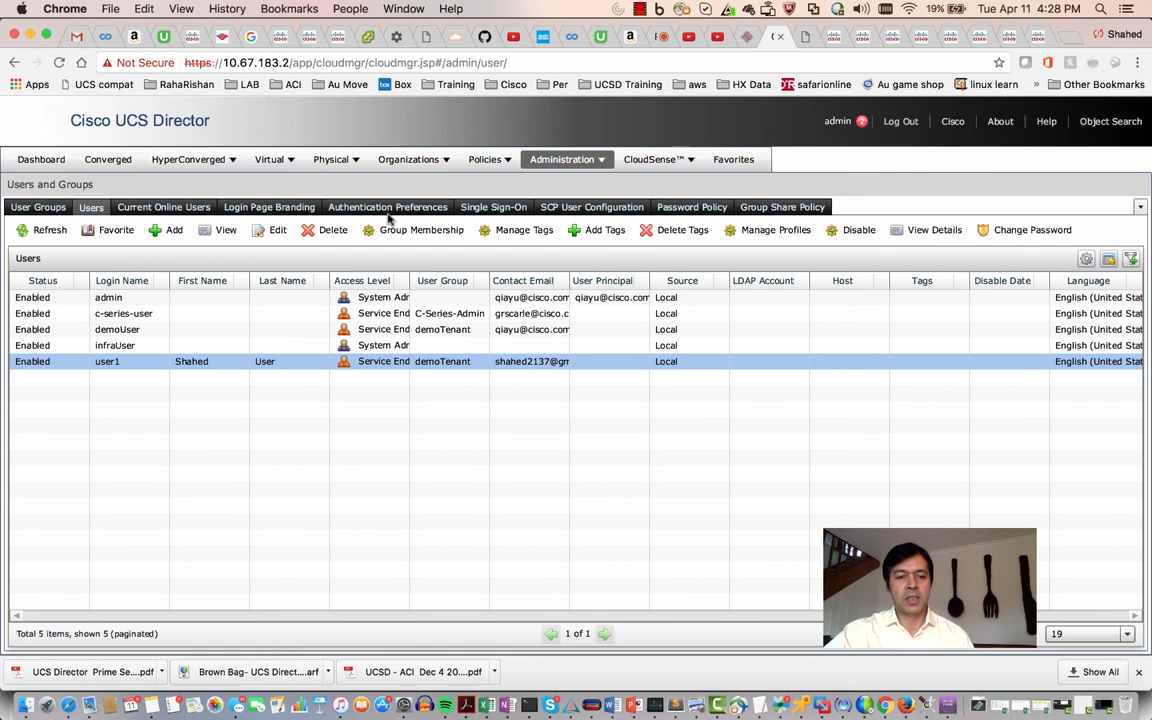 Chrome File Edit View History Bookmarks People Window Help 19% Tue Apr 11 4:28 PM
Shahed
Not Secure https://10.67.183.2/app/cloudmgr/cloudmgr.jsp#/admin/user/
Apps UCS compat RahaRishan LAB ACI Au Move Box Training Cisco Per UCSD Training aws HX Data safarionline Au game shop linux learn » Other Bookmarks
Cisco UCS Director admin 2 Log Out Cisco About Help Object Search
Dashboard Converged HyperConverged Virtual Physical Organizations Policies Administration CloudSense™ Favorites
Users and Groups
User Groups Users Current Online Users Login Page Branding Authentication Preferences Single Sign-On SCP User Configuration Password Policy Group Share Policy
Refresh Favorite Add View Edit Delete Group Membership Manage Tags Add Tags Delete Tags Manage Profiles Disable View Details Change Password
Users
Status Login Name First Name Last Name Access Level User Group Contact Email User Principal Source LDAP Account Host Tags Disable Date Language
Enabled admin System Adr qiayu@cisco.com qiayu@cisco.com Local English (United Stat
Enabled c-series-user Service End C-Series-Admin grscarle@cisco.c Local English (United Stat
Enabled demoUser Service End demoTenant qiayu@cisco.com Local English (United Stat
Enabled infraUser System Adr Local English (United Stat
Enabled user1 Shahed User Service End demoTenant shahed2137@gm Local English (United Stat
Total 5 items, shown 5 (paginated) 1 of 1 19
UCS Director Prime Se....pdf Brown Bag- UCS Direct....arf UCSD - ACI Dec 4 20....pdf Show All